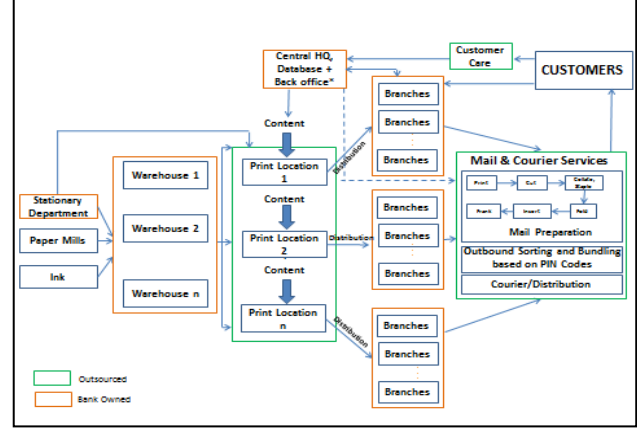 Central HQ,
Database +
Back office*
Customer
Care
CUSTOMERS
Content
Branches
Branches
Branches
Distribution
Print Location
1
Content
Print Location
2
Content
Print Location
n
Distribution
Distribution
Warehouse 1
Warehouse 2
Warehouse n
Stationary
Department
Paper Mills
Ink
Branches
Branches
Branches
Branches
Branches
Branches
Mail & Courier Services
Print
Cut
Collate,
Staple
Frank
Insert
Fold
Mail Preparation
Outbound Sorting and Bundling
based on PIN Codes
Courier/Distribution
Outsourced
Bank Owned